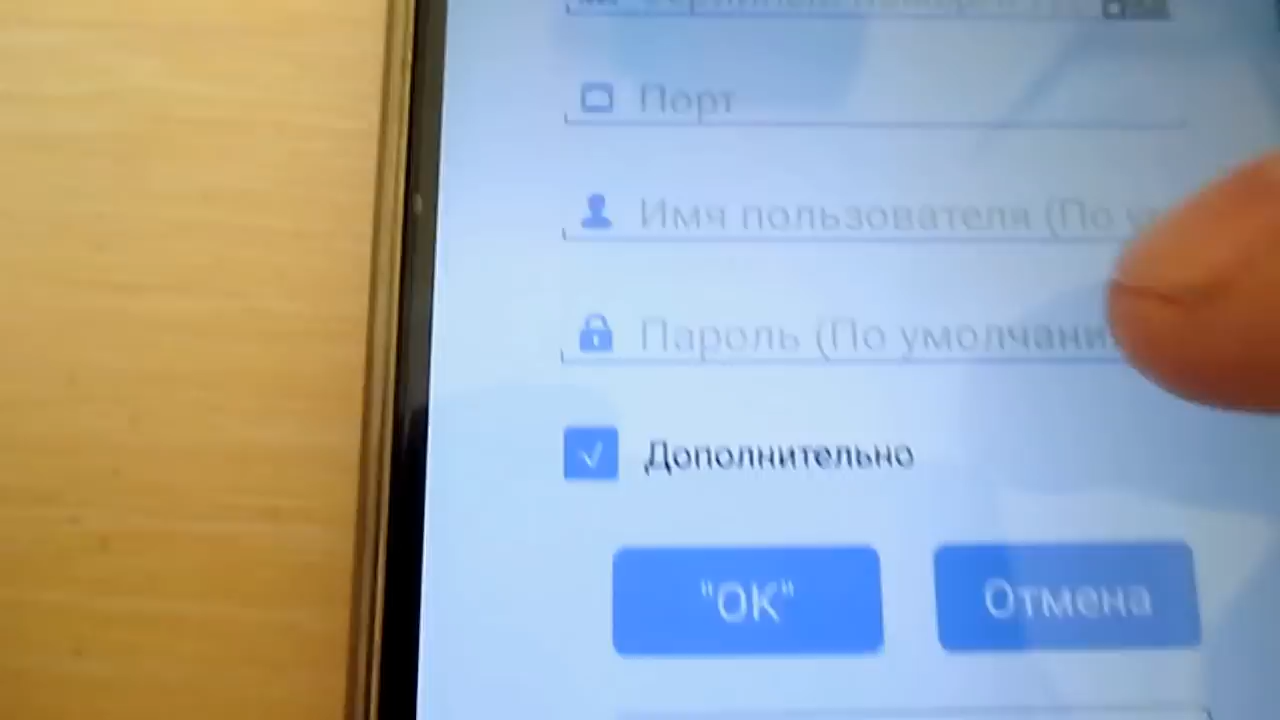 Порт
Имя пользователя (По
Пароль (По умолчани
Дополнительно
"OK"
Отмена